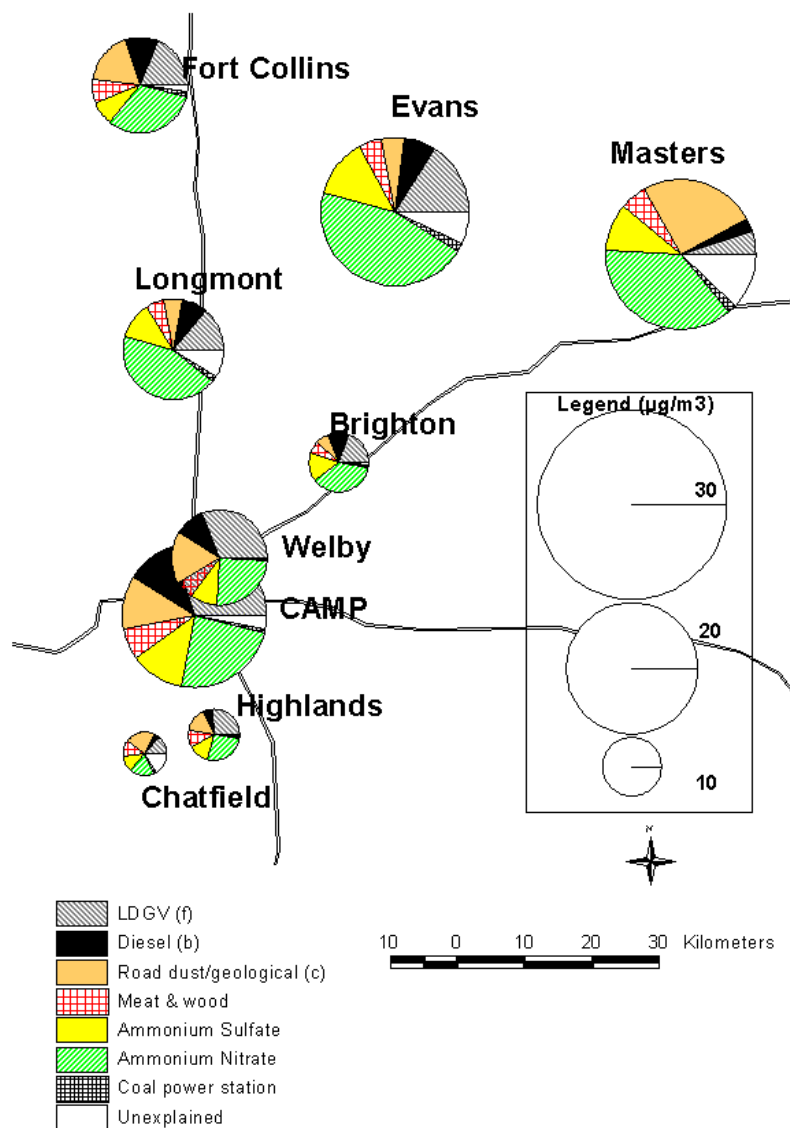 Fort Collins
Evans
Masters
Longmont
Legend (µg/m3)
Brighton
30
Welby
CAMP
20
Highlands
10
Chatfield
N
LDGV (f)
Diesel (b)
Road dust/geological (c)
Meat & wood
Ammonium Sulfate
Ammonium Nitrate
Coal power station
Unexplained
10 0 10 20 30 Kilometers